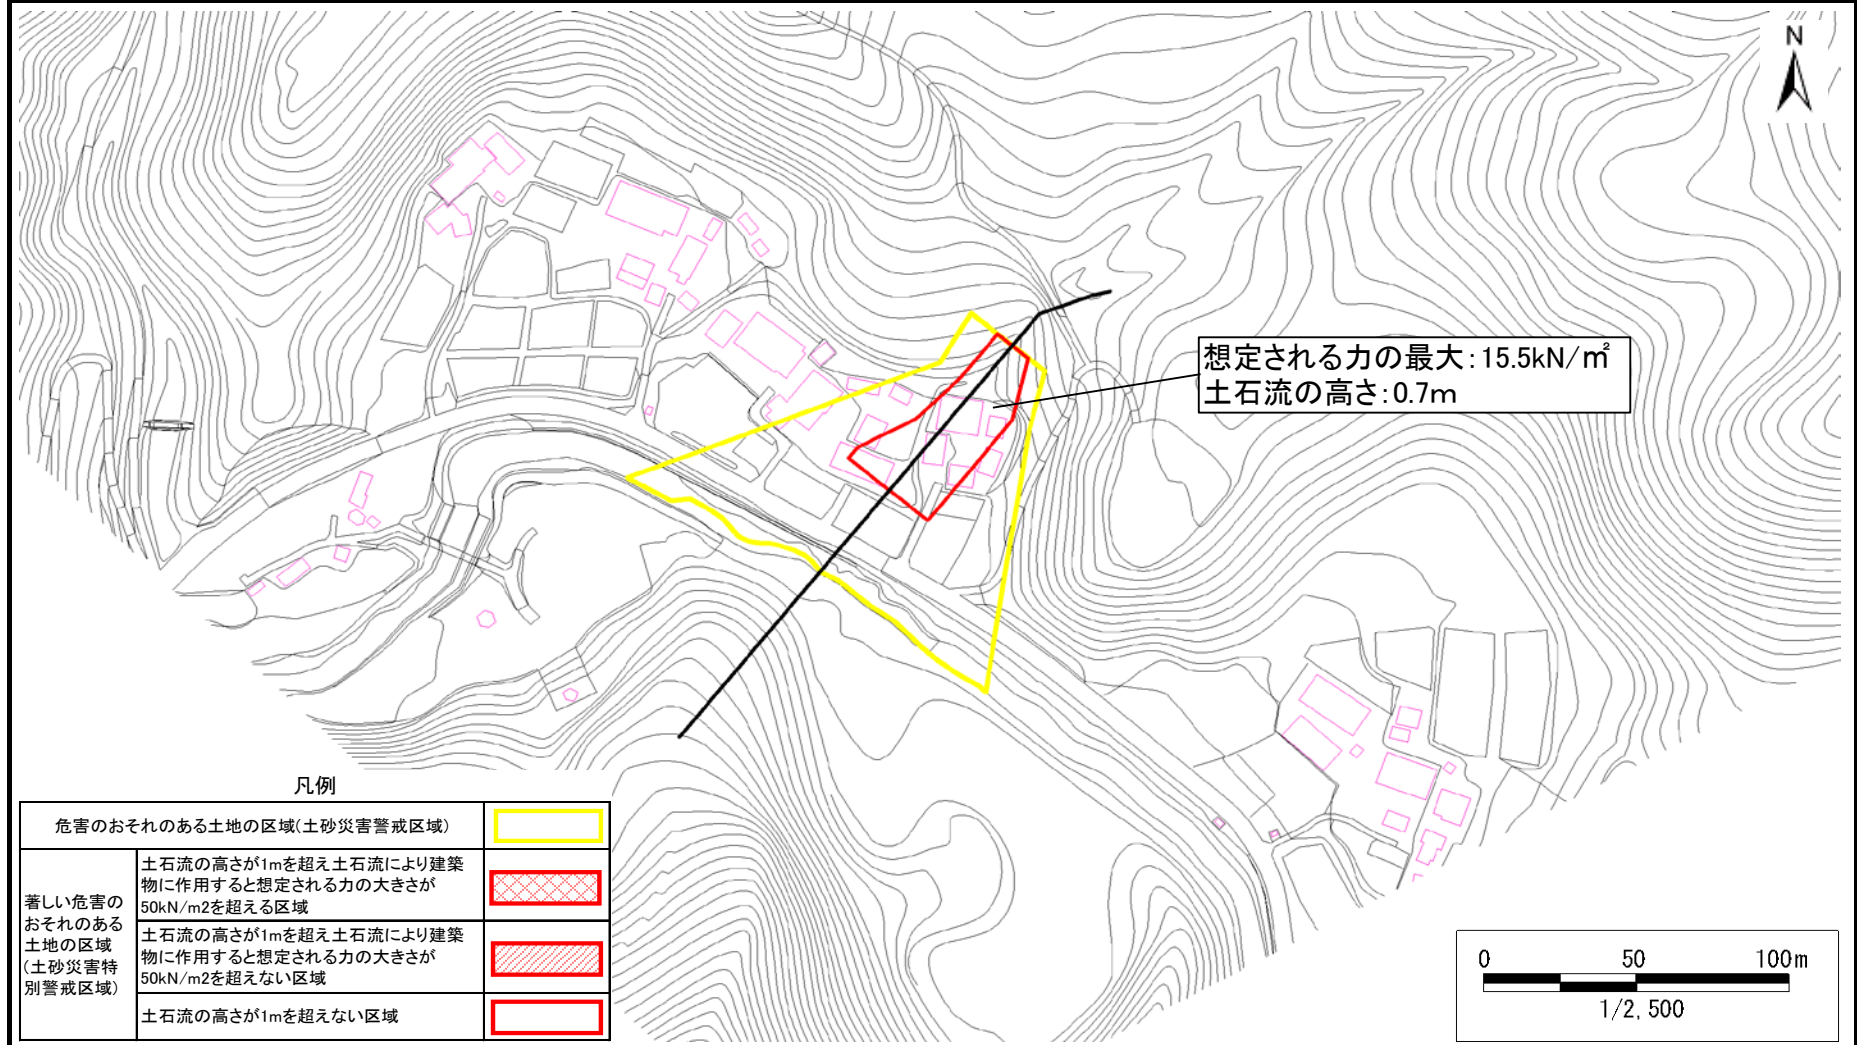 N
想定される力の最大：15.5kN/㎡
土石流の高さ：0.7m
凡例
危害のおそれのある土地の区域(土砂災害警戒区域)
著しい危害の
おそれのある
土地の区域
(土砂災害特
別警戒区域)
土石流の高さが1mを超え土石流により建築
物に作用すると想定される力の大きさが
50kN/m2を超える区域
土石流の高さが1mを超え土石流により建築
物に作用すると想定される力の大きさが
50kN/m2を超えない区域
土石流の高さが1mを超えない区域
0 50 100m
1/2,500